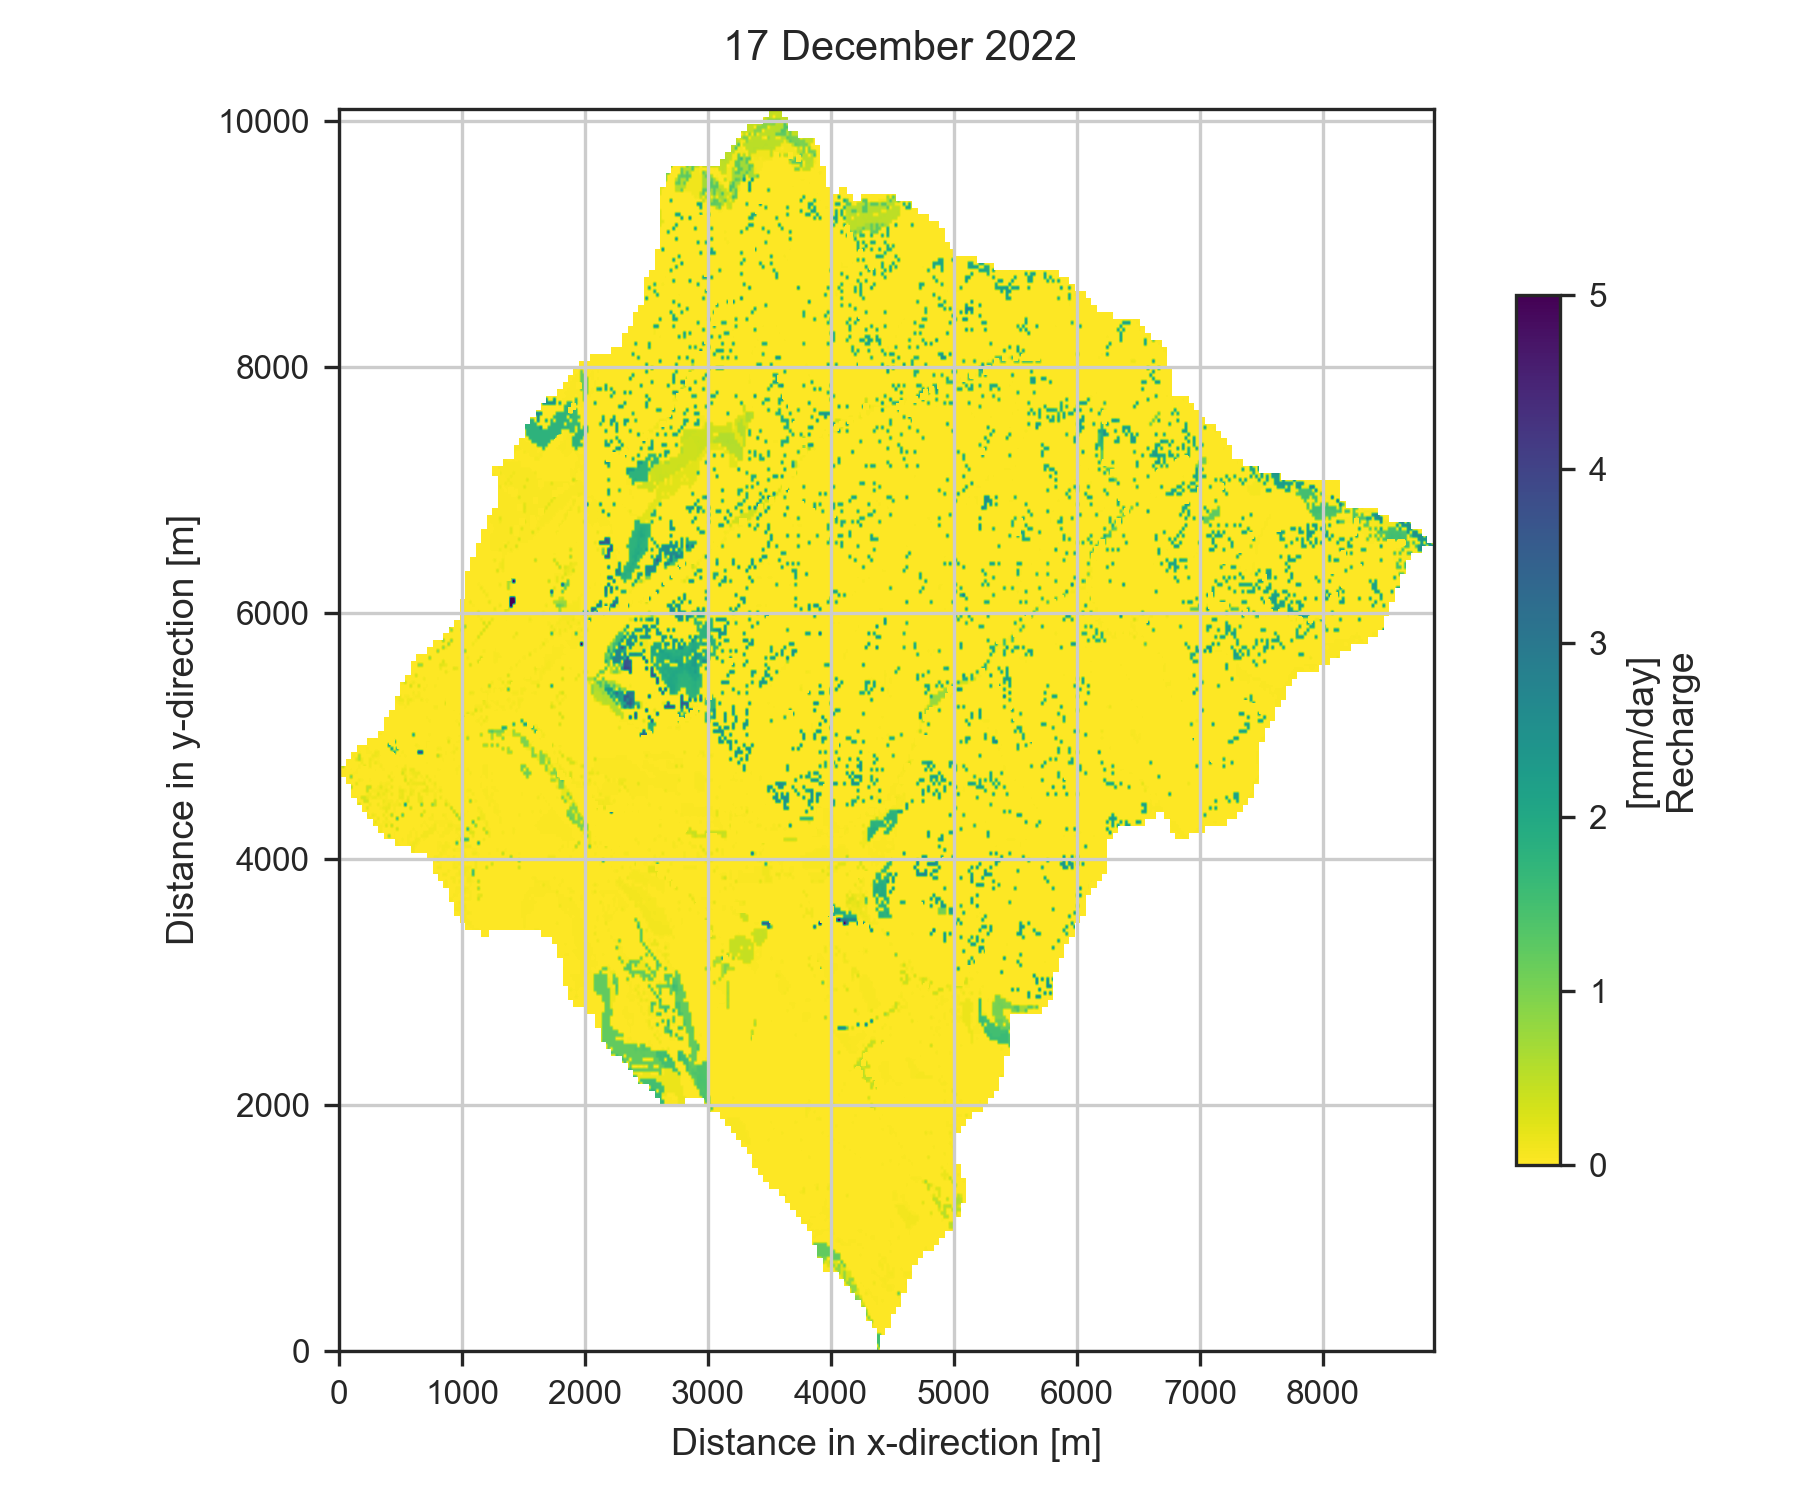 17 December 2022
10000
8000
6000
4000
2000
0
Distance in y-direction [m]
0 1000 2000 3000 4000 5000 6000 7000 8000
Distance in x-direction [m]
5
4
3
2
1
0
[mm/day]
Recharge